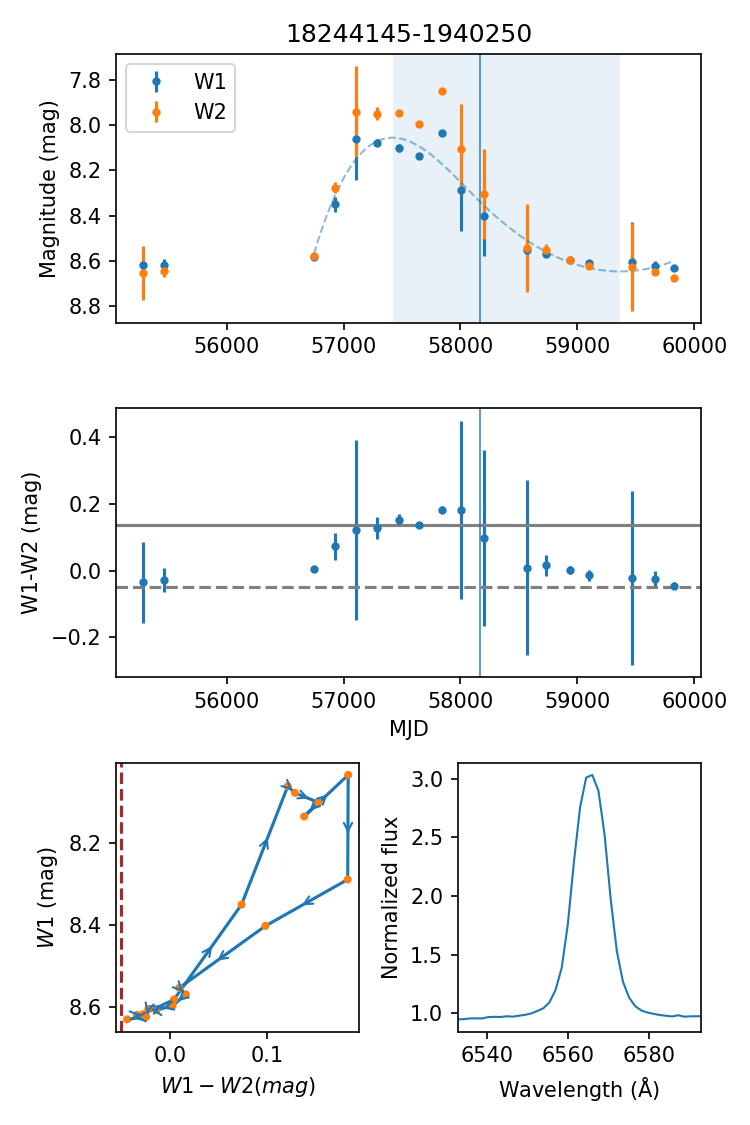 18244145-1940250
Magnitude (mag)
7.8
8.0
8.2
8.4
8.6
8.8
W1
W2
56000 57000 58000 59000 60000
W1-W2 (mag)
0.4
0.2
0.0
−0.2
56000 57000 58000 59000 60000
MJD
W1 (mag)
8.2
8.4
8.6
0.0 0.1
W1 − W2(mag)
Normalized flux
3.0
2.5
2.0
1.5
1.0
6540 6560 6580
Wavelength (Å)